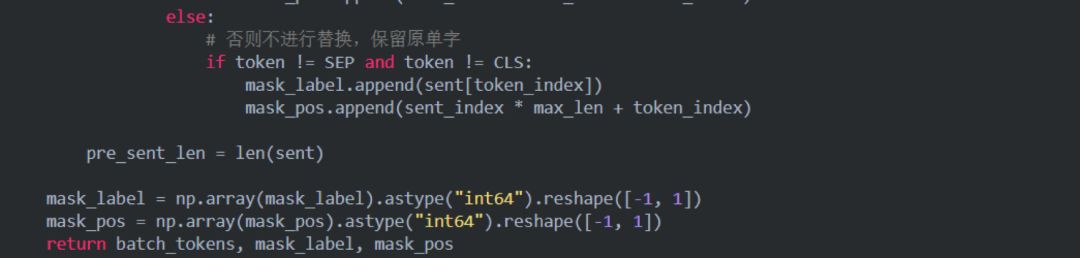 else:
# 否则不进行替换，保留原单字
if token != SEP and token != CLS:
mask_label.append(sent[token_index])
mask_pos.append(sent_index * max_len + token_index)
pre_sent_len = len(sent)
mask_label = np.array(mask_label).astype("int64").reshape([-1, 1])
mask_pos = np.array(mask_pos).astype("int64").reshape([-1, 1])
return batch_tokens, mask_label, mask_pos